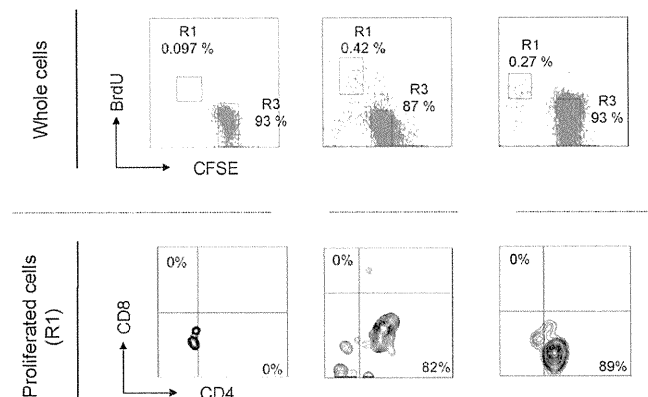 Whole cells
BrdU
CFSE
R1
0.097 %
R3
93 %
R1
0.42 %
R3
87 %
R1
0.27 %
R3
93 %
Proliferated cells
(R1)
CD8
CD4
0%
0%
0%
82%
0%
89%